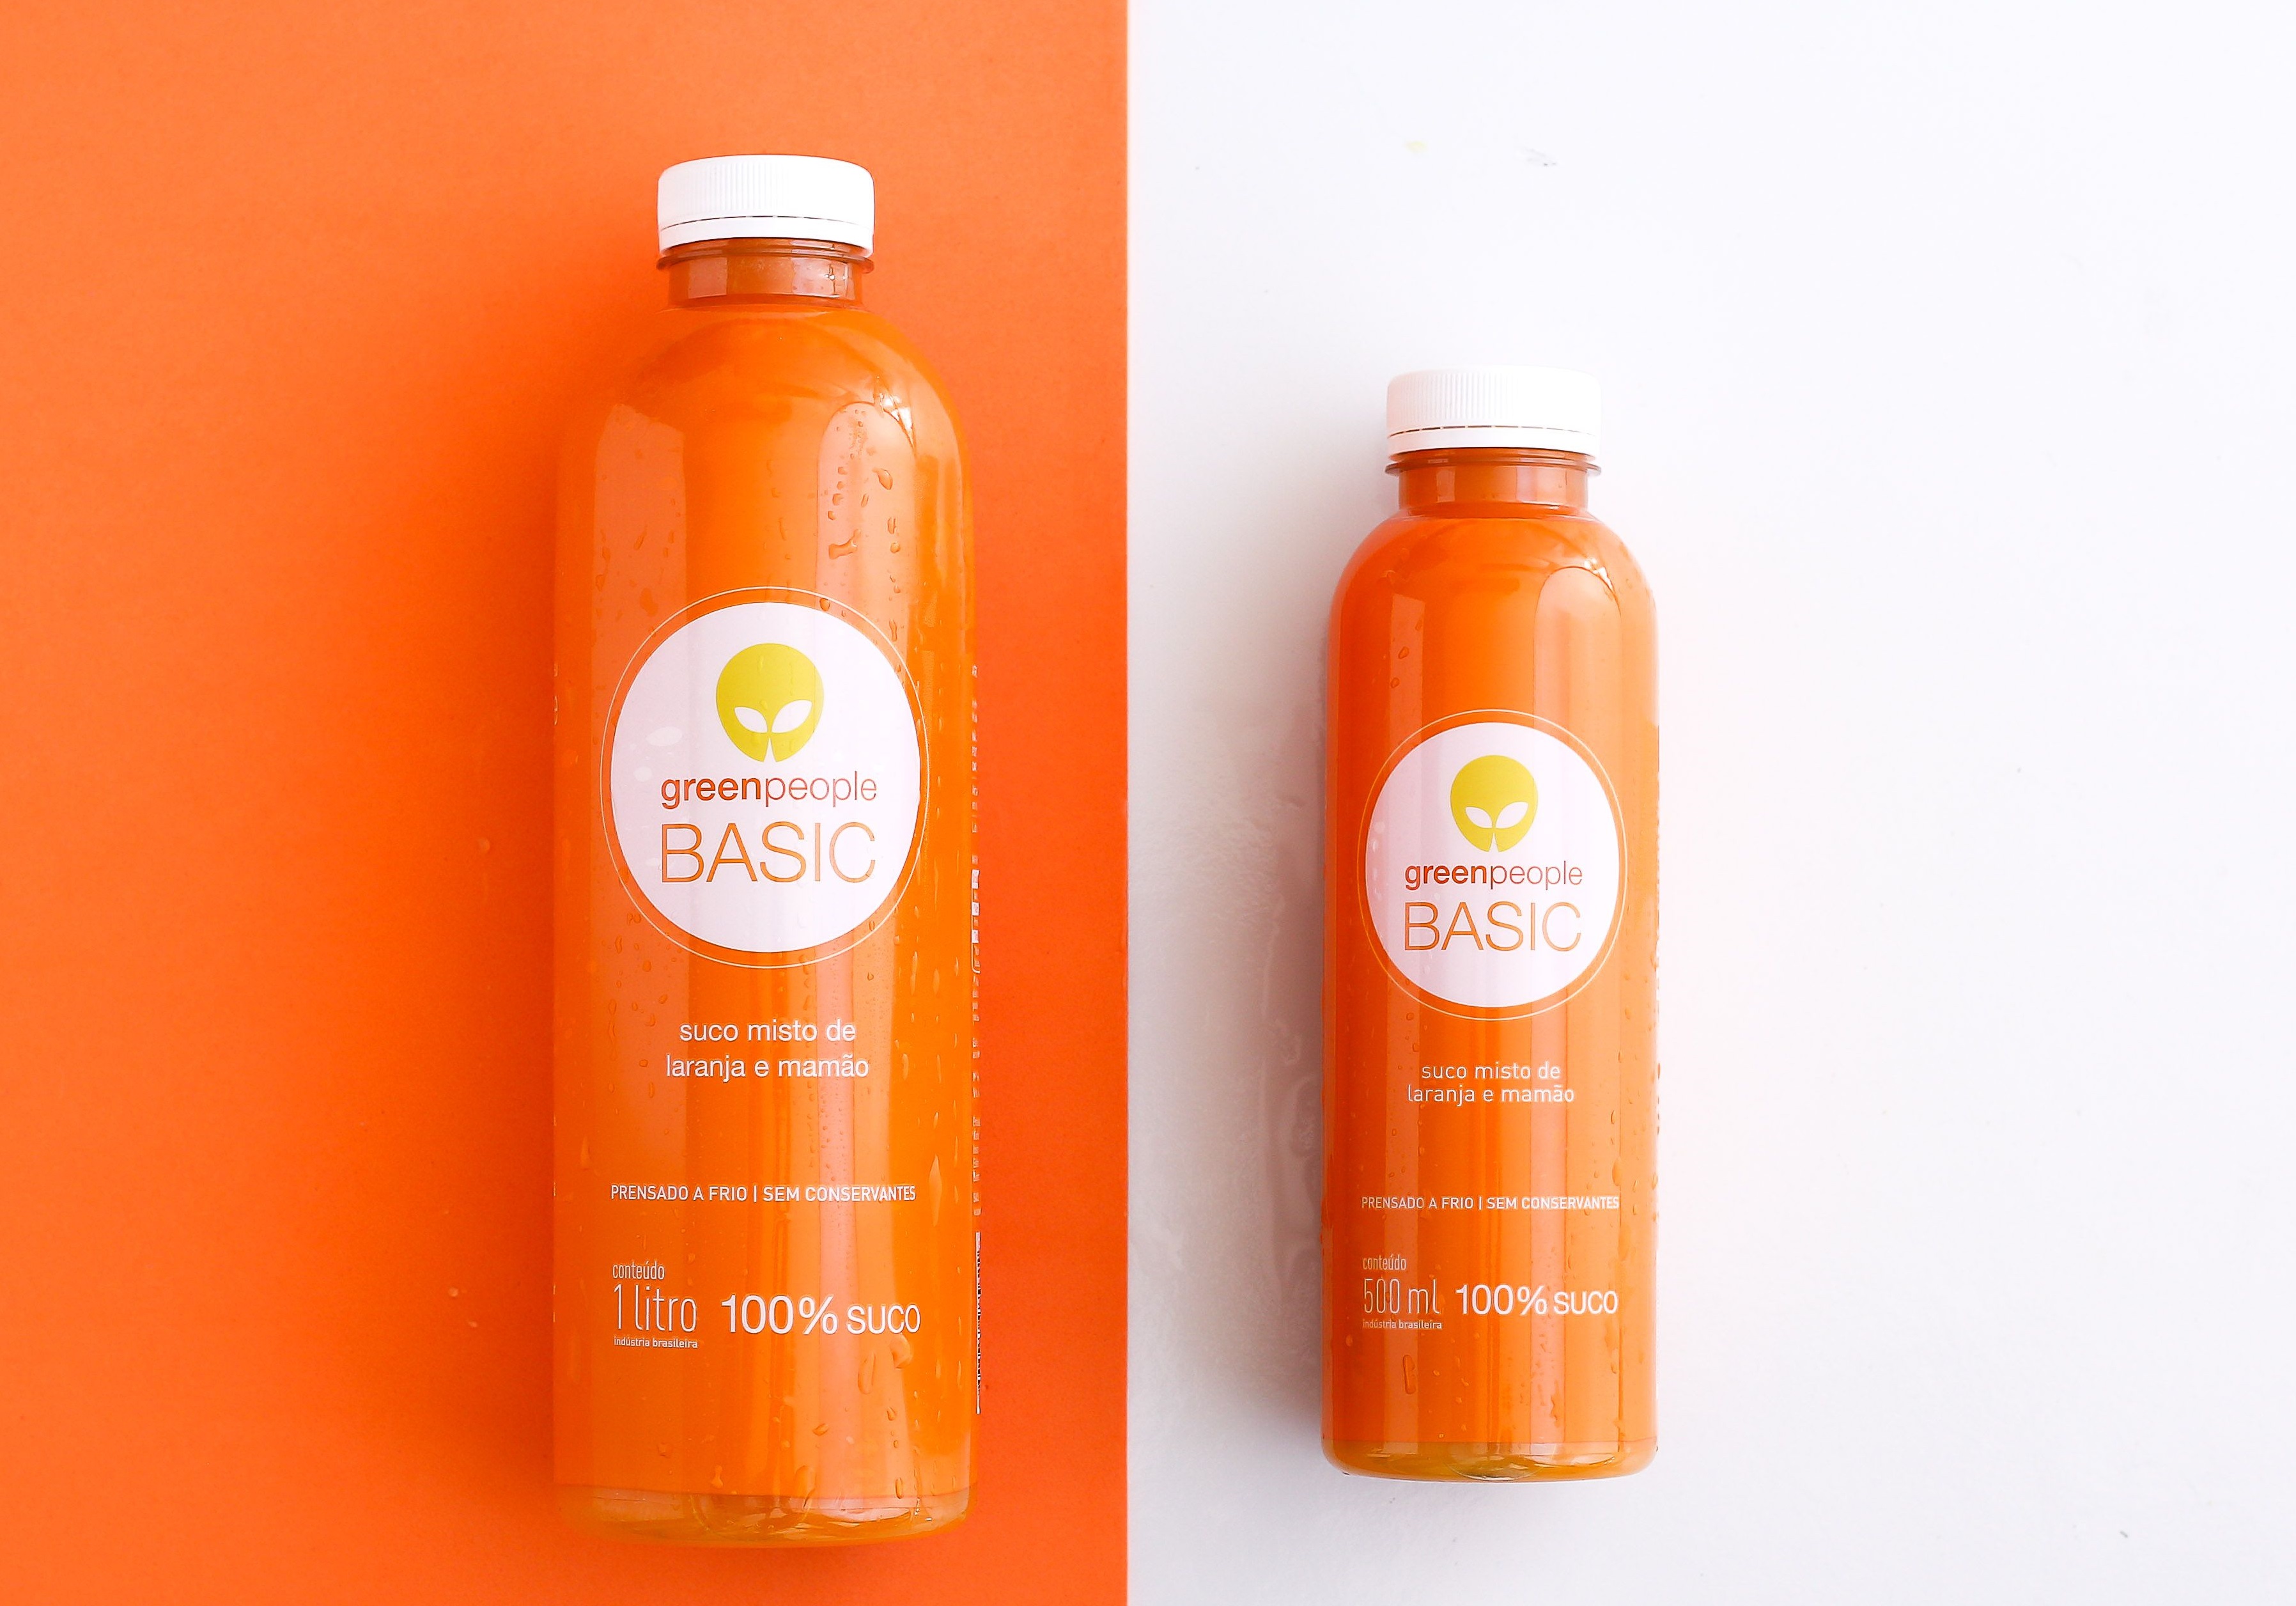 greenpeople
BASIC
suco misto de
laranja e mamão
PRENSADO A FRIO | SEM CONSERVANTES
conteúdo
1 litro
indústria brasileira
100% suco
greenpeople
BASIC
suco misto de
laranja e mamão
PRENSADO A FRIO | SEM CONSERVANTES
conteúdo
500 ml
indústria brasileira
100% suco